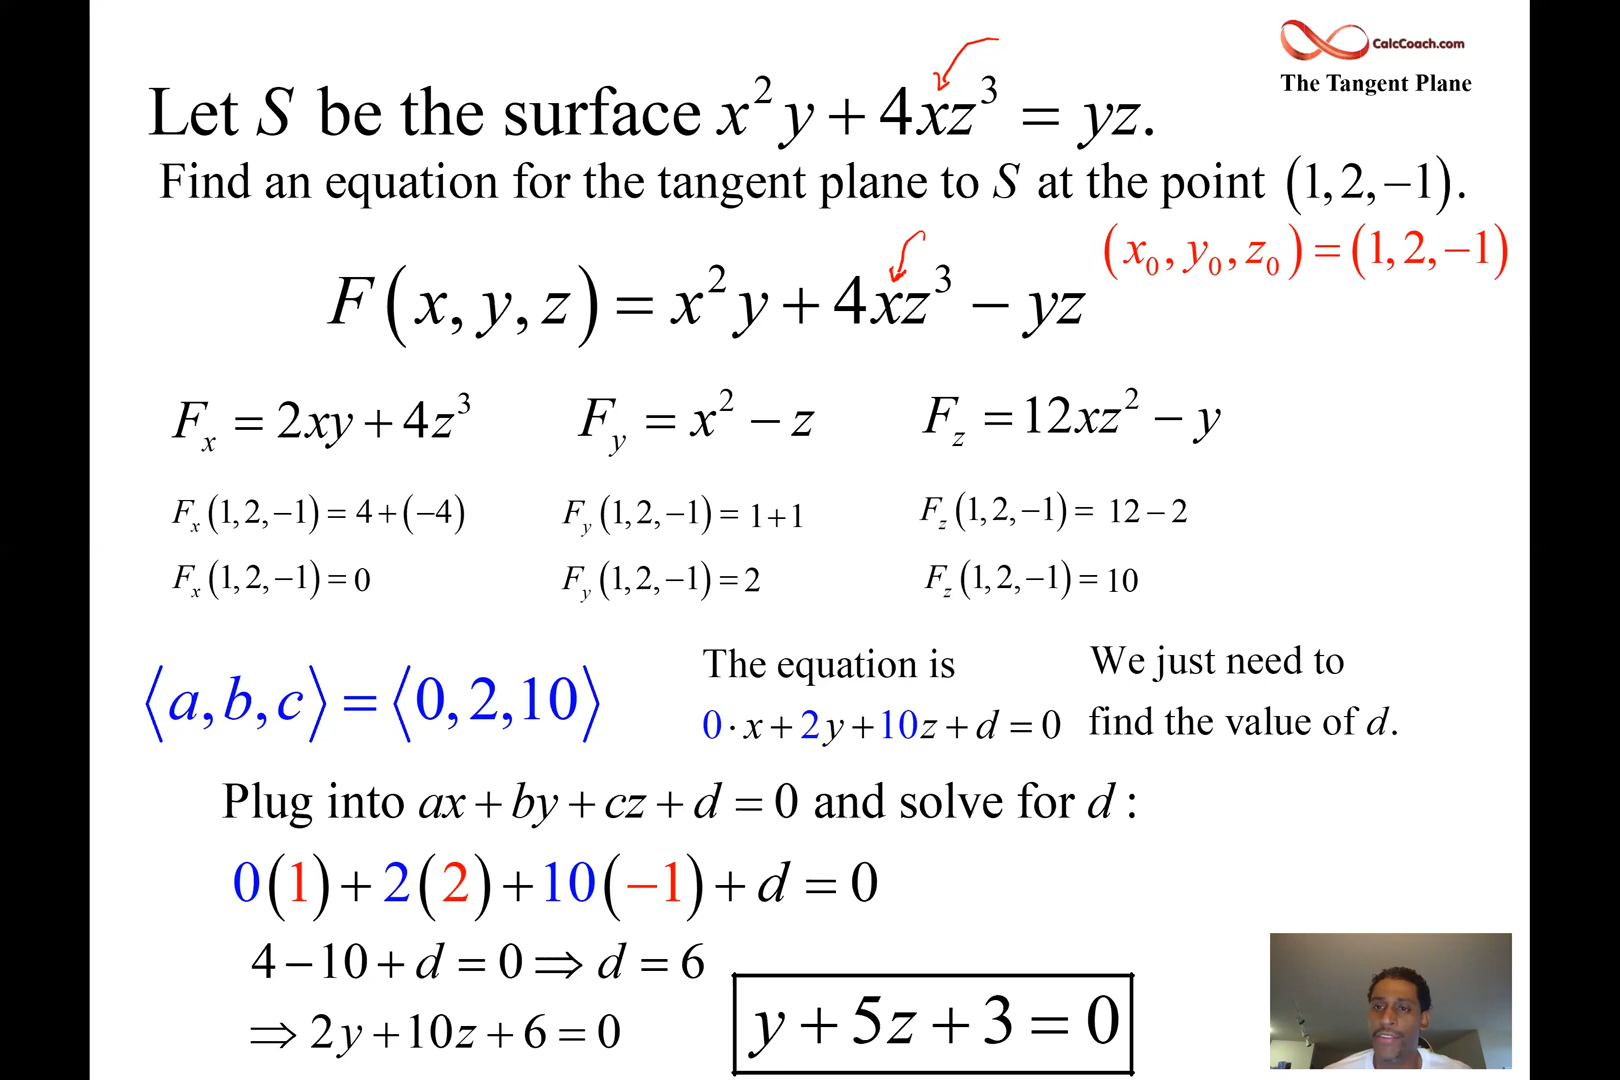 CalcCoach.com
The Tangent Plane
Let S be the surface x²y + 4xz³ = yz.
Find an equation for the tangent plane to S at the point (1, 2, −1).
(x₀, y₀, z₀) = (1, 2, −1)
F(x, y, z) = x²y + 4xz³ − yz
Fₓ = 2xy + 4z³ F_y = x² − z F_z = 12xz² − y
Fₓ(1, 2, −1) = 4 + (−4) F_y(1, 2, −1) = 1 + 1 F_z(1, 2, −1) = 12 − 2
Fₓ(1, 2, −1) = 0 F_y(1, 2, −1) = 2 F_z(1, 2, −1) = 10
⟨a, b, c⟩ = ⟨0, 2, 10⟩
The equation is
0 · x + 2y + 10z + d = 0
We just need to
find the value of d.
Plug into ax + by + cz + d = 0 and solve for d :
0(1) + 2(2) + 10(−1) + d = 0
4 − 10 + d = 0 ⇒ d = 6
⇒ 2y + 10z + 6 = 0
y + 5z + 3 = 0